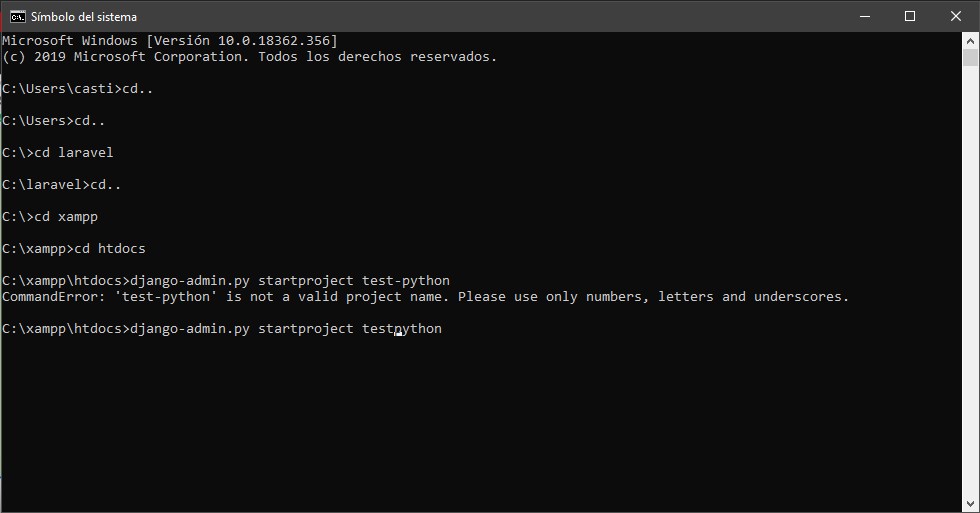 Símbolo del sistema
Microsoft Windows [Versión 10.0.18362.356]
(c) 2019 Microsoft Corporation. Todos los derechos reservados.
C:\Users\casti>cd..
C:\Users>cd..
C:\>cd laravel
C:\laravel>cd..
C:\>cd xampp
C:\xampp>cd htdocs
C:\xampp\htdocs>django-admin.py startproject test-python
CommandError: 'test-python' is not a valid project name. Please use only numbers, letters and underscores.
C:\xampp\htdocs>django-admin.py startproject testpython